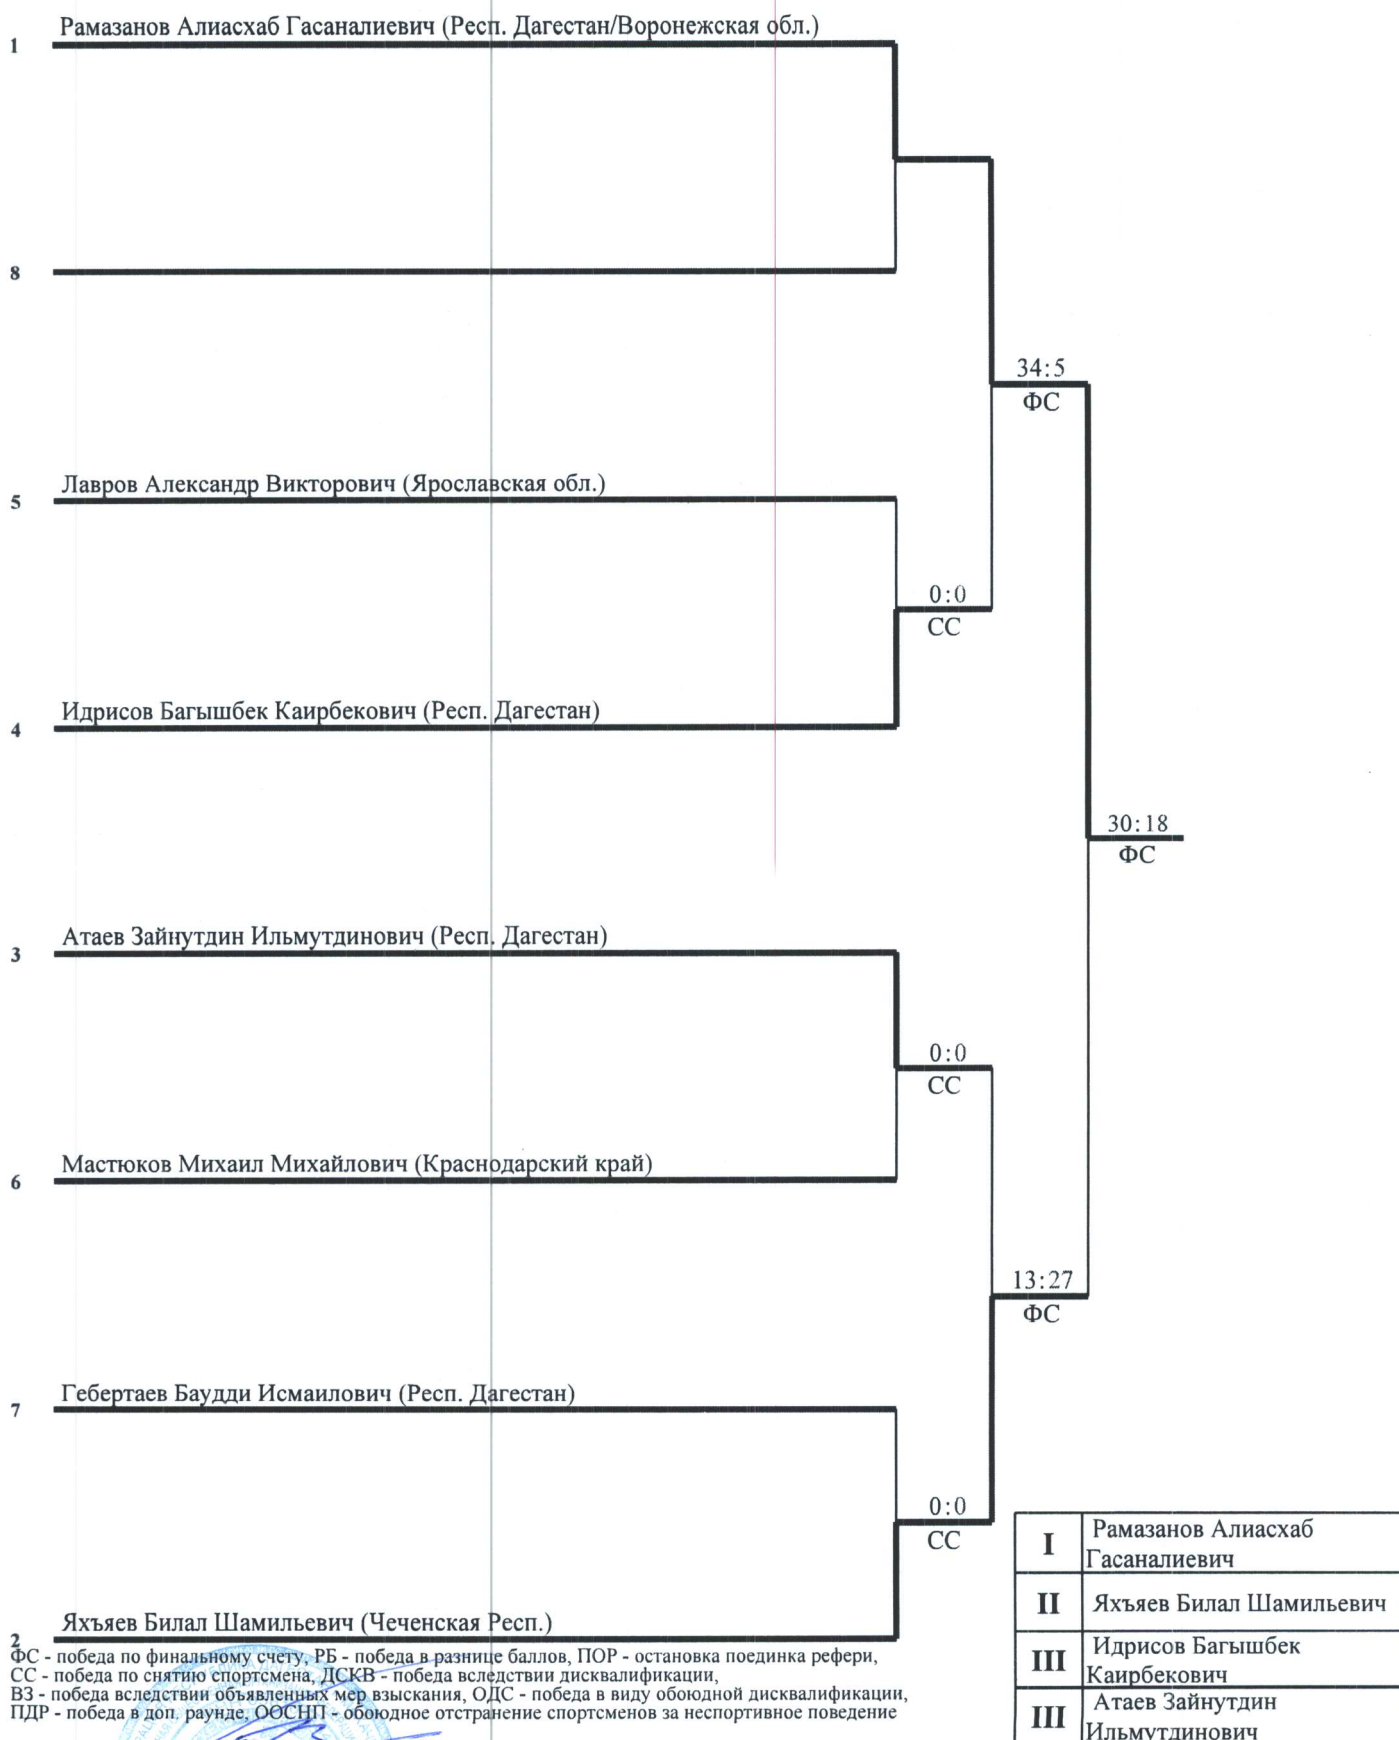 Рамазанов Алиасхаб Гасаналиевич (Респ. Дагестан/Воронежская обл.)
1
8
34:5
ФС
Лавров Александр Викторович (Ярославская обл.)
5
0:0
СС
Идрисов Багышбек Каирбекович (Респ. Дагестан)
4
30:18
ФС
Атаев Зайнутдин Ильмутдинович (Респ. Дагестан)
3
0:0
СС
Мастюков Михаил Михайлович (Краснодарский край)
6
13:27
ФС
Гебертаев Баудди Исмаилович (Респ. Дагестан)
7
0:0
СС
Яхъяев Билал Шамильевич (Чеченская Респ.)
2
I
Рамазанов Алиасхаб
Гасаналиевич
II
Яхъяев Билал Шамильевич
III
Идрисов Багышбек
Каирбекович
III
Атаев Зайнутдин
Ильмутдинович
ФС - победа по финальному счету, РБ - победа в разнице баллов, ПОР - остановка поединка рефери,
СС - победа по снятию спортсмена, ДСКВ - победа вследствии дисквалификации,
ВЗ - победа вследствии объявленных мер взыскания, ОДС - победа в виду обоюдной дисквалификации,
ПДР - победа в доп. раунде, ООСНП - обоюдное отстранение спортсменов за неспортивное поведение